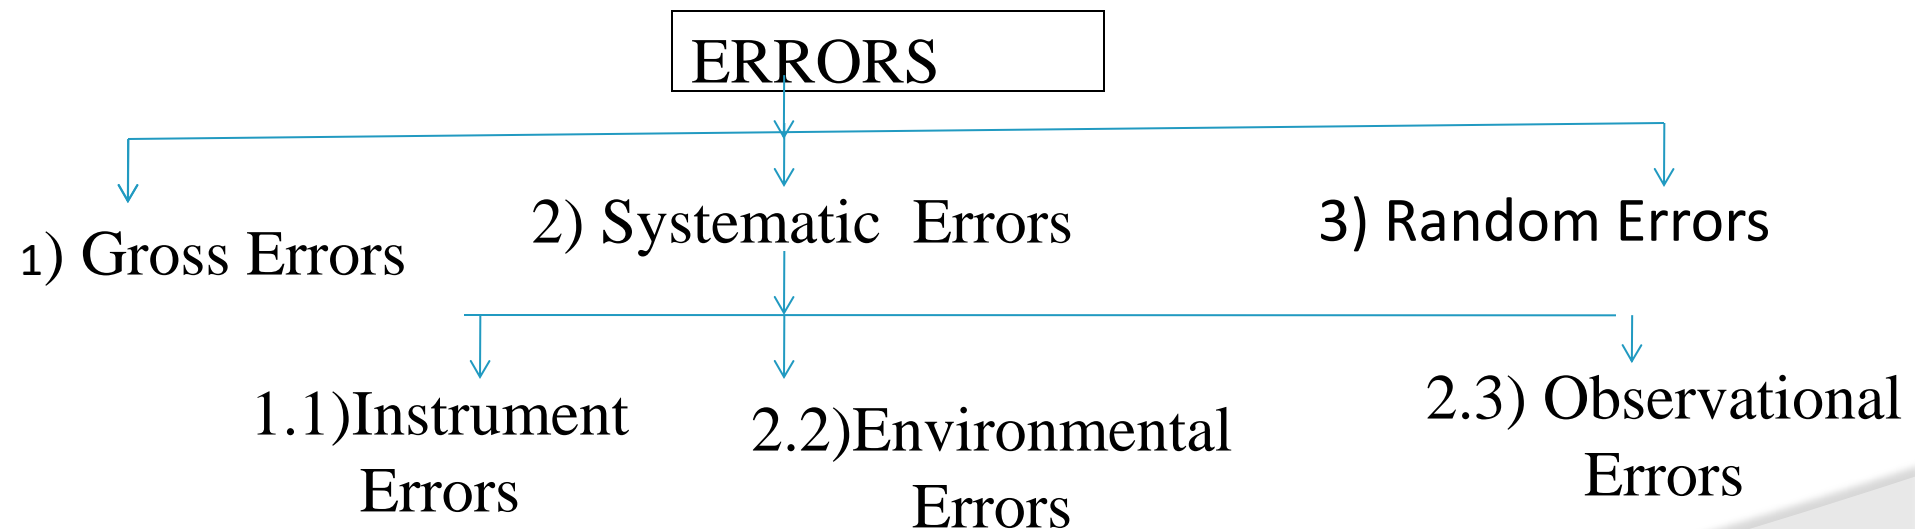 ERRORS
1) Gross Errors
2) Systematic Errors
3) Random Errors
1.1)Instrument
Errors
2.2)Environmental
Errors
2.3) Observational
Errors